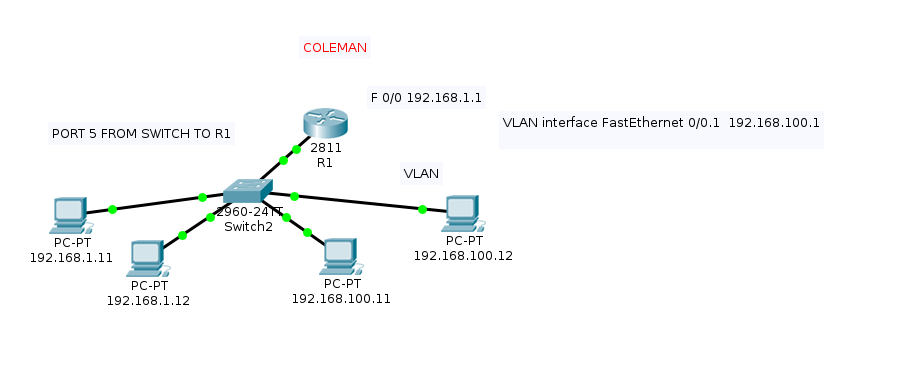 COLEMAN
F 0/0 192.168.1.1
VLAN interface FastEthernet 0/0.1  192.168.100.1
PORT 5 FROM SWITCH TO R1
2811
R1
VLAN
2960-24TT
Switch2
PC-PT
192.168.1.11
PC-PT
192.168.1.12
PC-PT
192.168.100.11
PC-PT
192.168.100.12